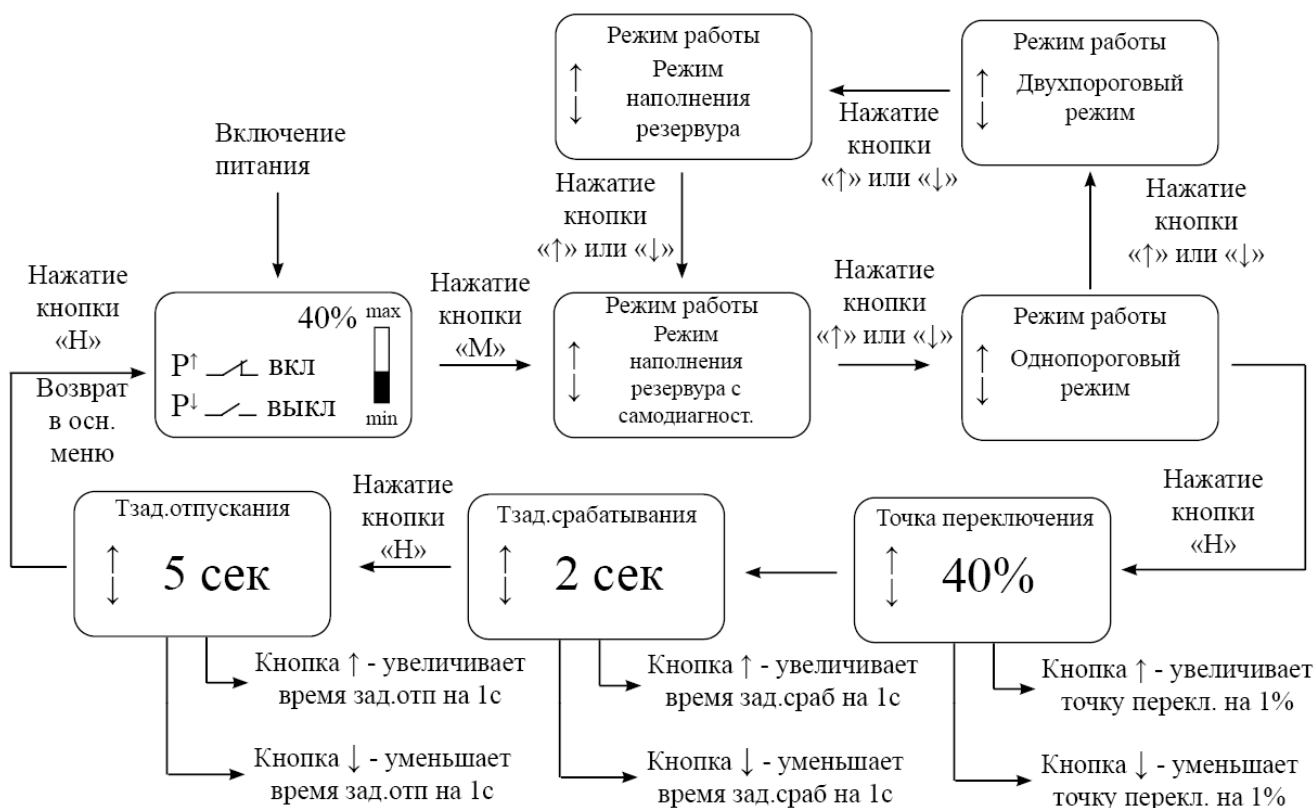 Режим работы
↑ Режим
↓ наполнения
резервура
Режим работы
↑ Двухпороговый
↓ режим
Нажатие
кнопки
«↑» или «↓»
Включение
питания
Нажатие
кнопки
«↑» или «↓»
Нажатие
кнопки
«↑» или «↓»
Нажатие
кнопки
«Н»
Возврат
в осн.
меню
40% max
Р↑ вкл
Р↓ выкл
min
Нажатие
кнопки
«М»
Режим работы
Режим
↑ наполнения
↓ резервура с
самодиагност.
Нажатие
кнопки
«↑» или «↓»
Режим работы
↑ Однопороговый
↓ режим
Нажатие
кнопки
«Н»
Точка переключения
↑ 40%
↓
Тзад.срабатывания
↑ 2 сек
↓
Нажатие
кнопки
«Н»
Тзад.отпускания
↑ 5 сек
↓
Кнопка ↑ - увеличивает
время зад.отп на 1с
Кнопка ↓ - уменьшает
время зад.отп на 1с
Кнопка ↑ - увеличивает
время зад.сраб на 1с
Кнопка ↓ - уменьшает
время зад.сраб на 1с
Кнопка ↑ - увеличивает
точку перекл. на 1%
Кнопка ↓ - уменьшает
точку перекл. на 1%